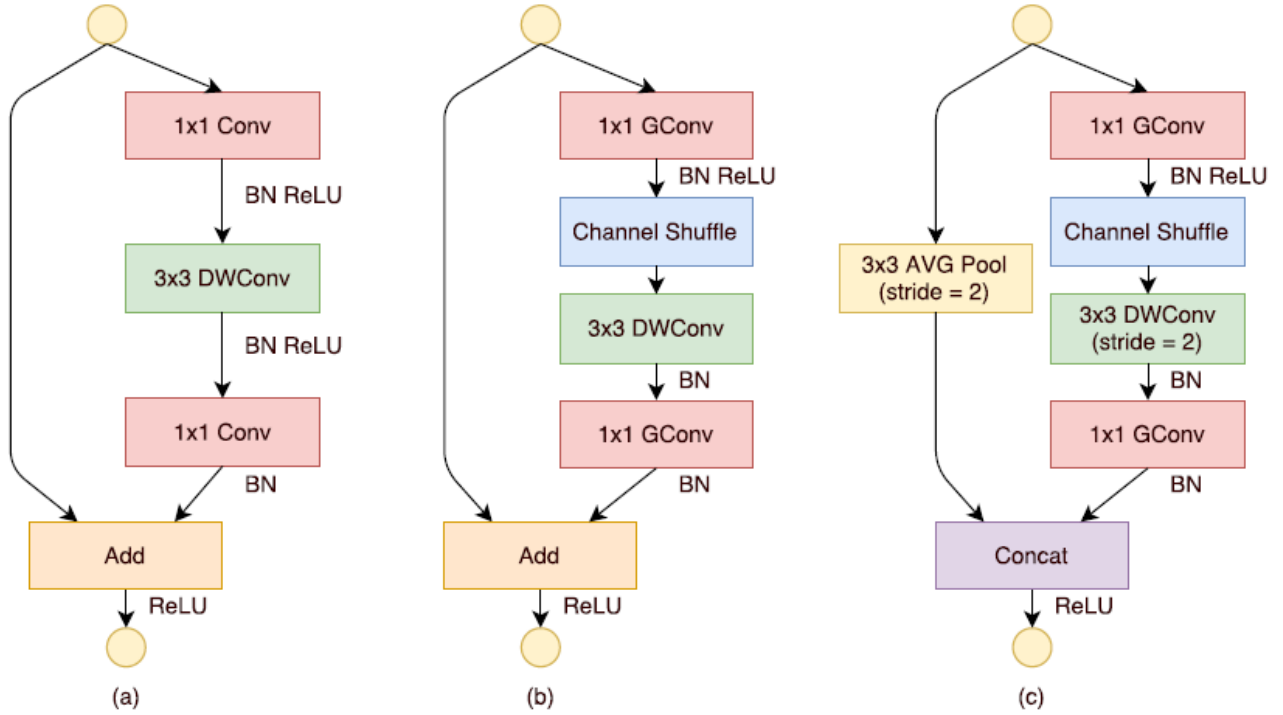 1x1 Conv
BN ReLU
3x3 DWConv
BN ReLU
1x1 Conv
BN
Add
ReLU
(a)
1x1 GConv
BN ReLU
Channel Shuffle
3x3 DWConv
BN
1x1 GConv
BN
Add
ReLU
(b)
3x3 AVG Pool
(stride = 2)
1x1 GConv
BN ReLU
Channel Shuffle
3x3 DWConv
(stride = 2)
BN
1x1 GConv
BN
Concat
ReLU
(c)